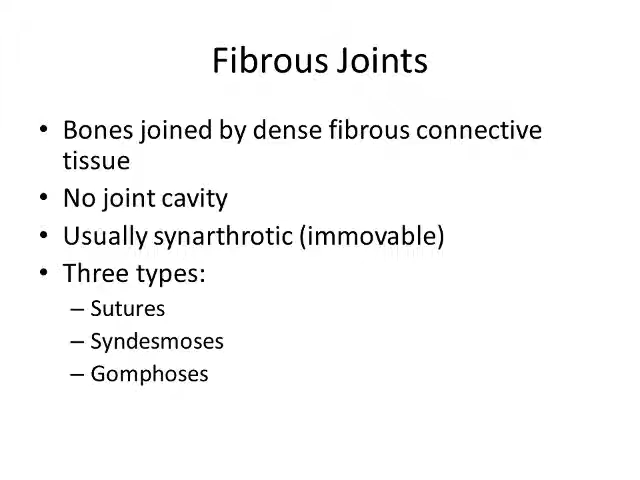 Fibrous Joints
• Bones joined by dense fibrous connective
tissue
• No joint cavity
• Usually synarthrotic (immovable)
• Three types:
– Sutures
– Syndesmoses
– Gomphoses